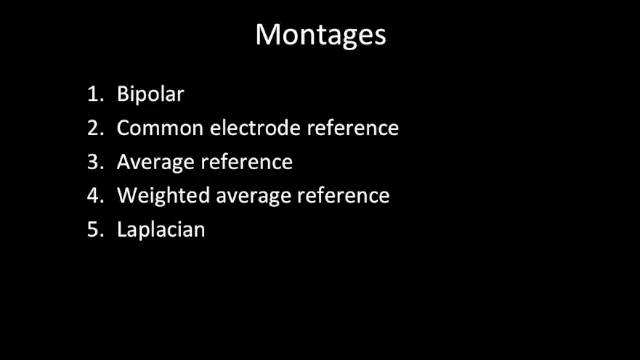 Montages
1. Bipolar
2. Common electrode reference
3. Average reference
4. Weighted average reference
5. Laplacian